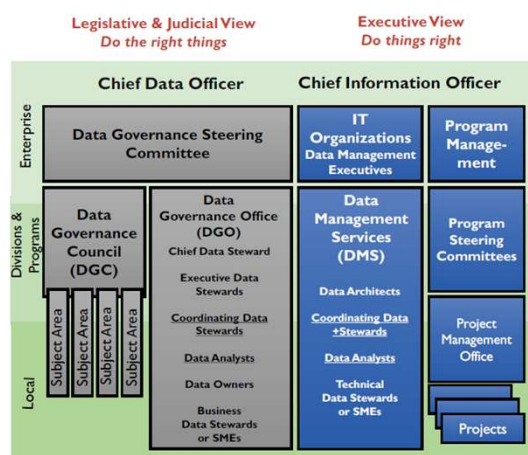 Legislative & Judicial View
Do the right things
Executive View
Do things right
Chief Data Officer
Chief Information Officer
Enterprise
Divisions &
Programs
Local
Data Governance Steering
Committee
IT
Organizations
Data Management
Executives
Program
Manage-
ment
Data
Governance
Council
(DGC)
Subject Area
Subject Area
Subject Area
Subject Area
Data
Governance Office
(DGO)
Chief Data Steward
Executive Data
Stewards
Coordinating Data
Stewards
Data Analysts
Data Owners
Business
Data Stewards
or SMEs
Data
Management
Services
(DMS)
Data Architects
Coordinating Data
+Stewards
Data Analysts
Technical
Data Stewards
or SMEs
Program
Steering
Committees
Project
Management
Office
Projects